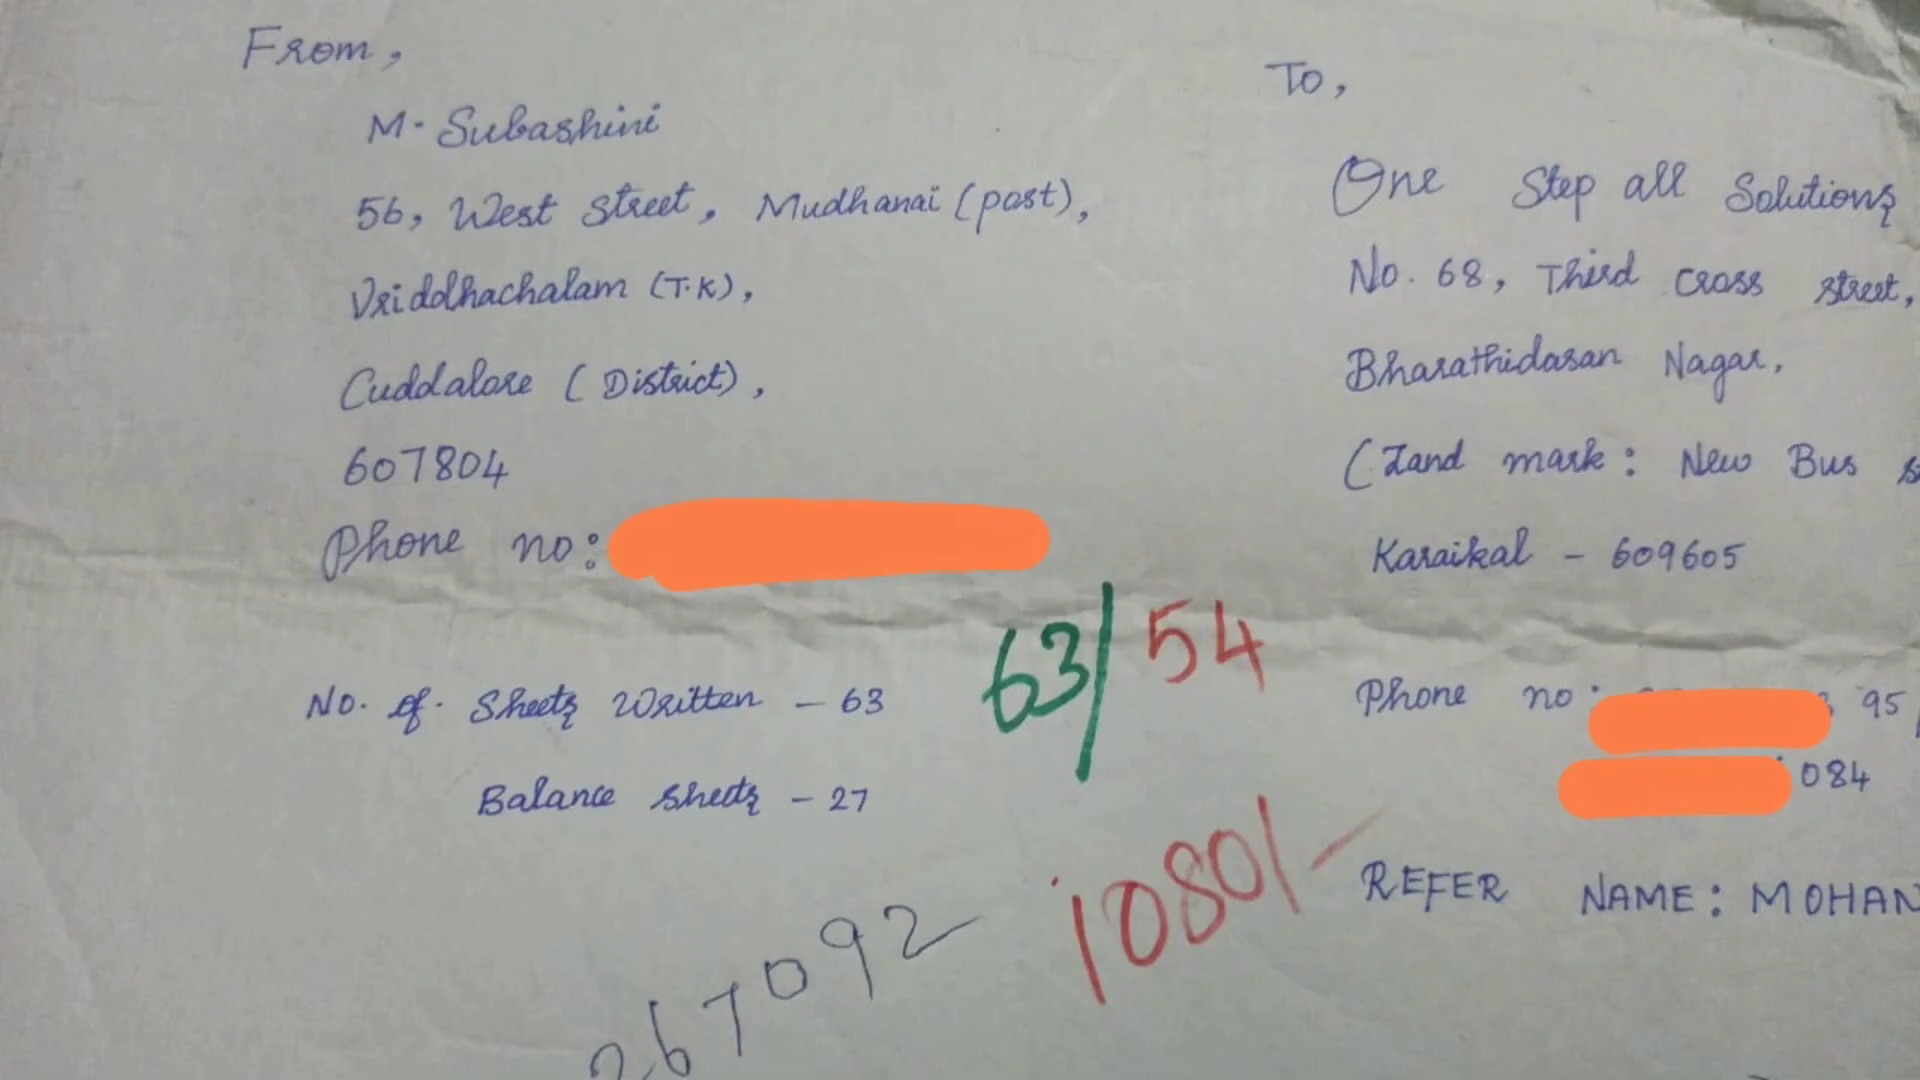 From,
M. Subashini
56, West Street, Mudhanai (post),
Vriddhachalam (T.K),
Cuddalore (District),
607804
Phone no:
No. of. Sheets Written - 63
Balance Sheets - 27
63/54
1080/-
267092
To,
One Step all Solutions
No. 68, Third Cross Street,
Bharathidasan Nagar,
(Land mark: New Bus
Karaikal - 609605
Phone no: 95
084
REFER NAME: MOHAN